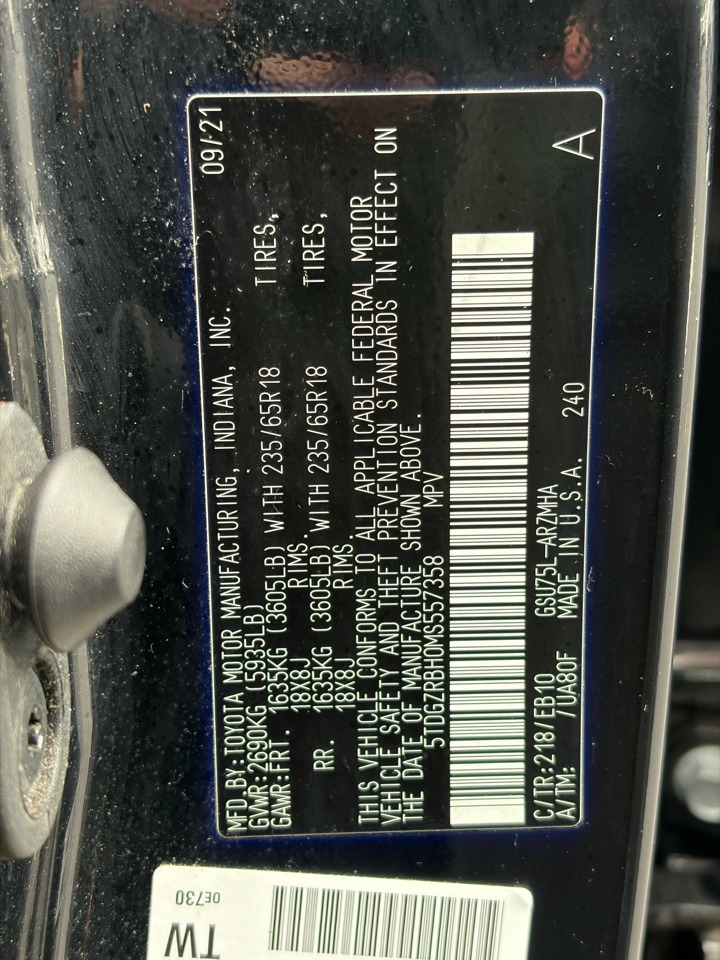 MFD BY:TOYOTA MOTOR MANUFACTURING, INDIANA, INC. 09/21
GVWR:2690KG (5935LB)
GAWR:FRT. 1635KG (3605LB) WITH 235/65R18 TIRES,
18X8J RIMS.
RR. 1635KG (3605LB) WITH 235/65R18 TIRES,
18X8J RIMS.
THIS VEHICLE CONFORMS TO ALL APPLICABLE FEDERAL MOTOR
VEHICLE SAFETY AND THEFT PREVENTION STANDARDS IN EFFECT ON
THE DATE OF MANUFACTURE SHOWN ABOVE.
5TDGZRBH0MS557358 MPV
C/TR:218/EB10 GSU75L-ARZMHA A
A/TM: /UA80F MADE IN U.S.A. 240
0E730
TW